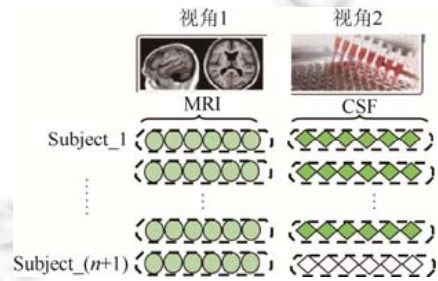 视角1 视角2
MRI CSF
Subject_1
Subject_(n+1)